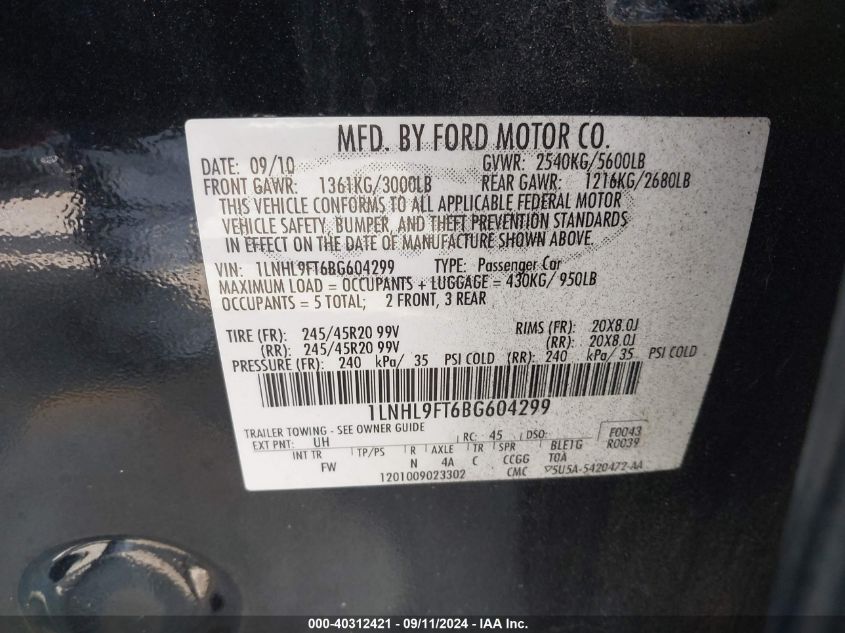 MFD. BY FORD MOTOR CO.
DATE: 09/10 GVWR: 2540KG/5600LB
FRONT GAWR: 1361KG/3000LB REAR GAWR: 1216KG/2680LB
THIS VEHICLE CONFORMS TO ALL APPLICABLE FEDERAL MOTOR
VEHICLE SAFETY, BUMPER, AND THEFT PREVENTION STANDARDS
IN EFFECT ON THE DATE OF MANUFACTURE SHOWN ABOVE.
VIN: 1LNHL9FT6BG604299 TYPE: Passenger Car
MAXIMUM LOAD = OCCUPANTS + LUGGAGE = 430KG/ 950LB
OCCUPANTS = 5 TOTAL; 2 FRONT, 3 REAR
TIRE (FR): 245/45R20 99V RIMS (FR): 20X8.0J
(RR): 245/45R20 99V (RR): 20X8.0J
PRESSURE (FR): 240 kPa/ 35 PSI COLD (RR): 240 kPa/ 35 PSI COLD
1LNHL9FT6BG604299
TRAILER TOWING - SEE OWNER GUIDE
EXT PNT: UH RC: 45 DSO: F0043
R0039
INT TR TP/PS R AXLE TR SPR BLETG
FW N 4A C CCGG TOA
1201009023302 CMC 5U5A-5420472-AA
000-40312421 - 09/11/2024 - IAA Inc.